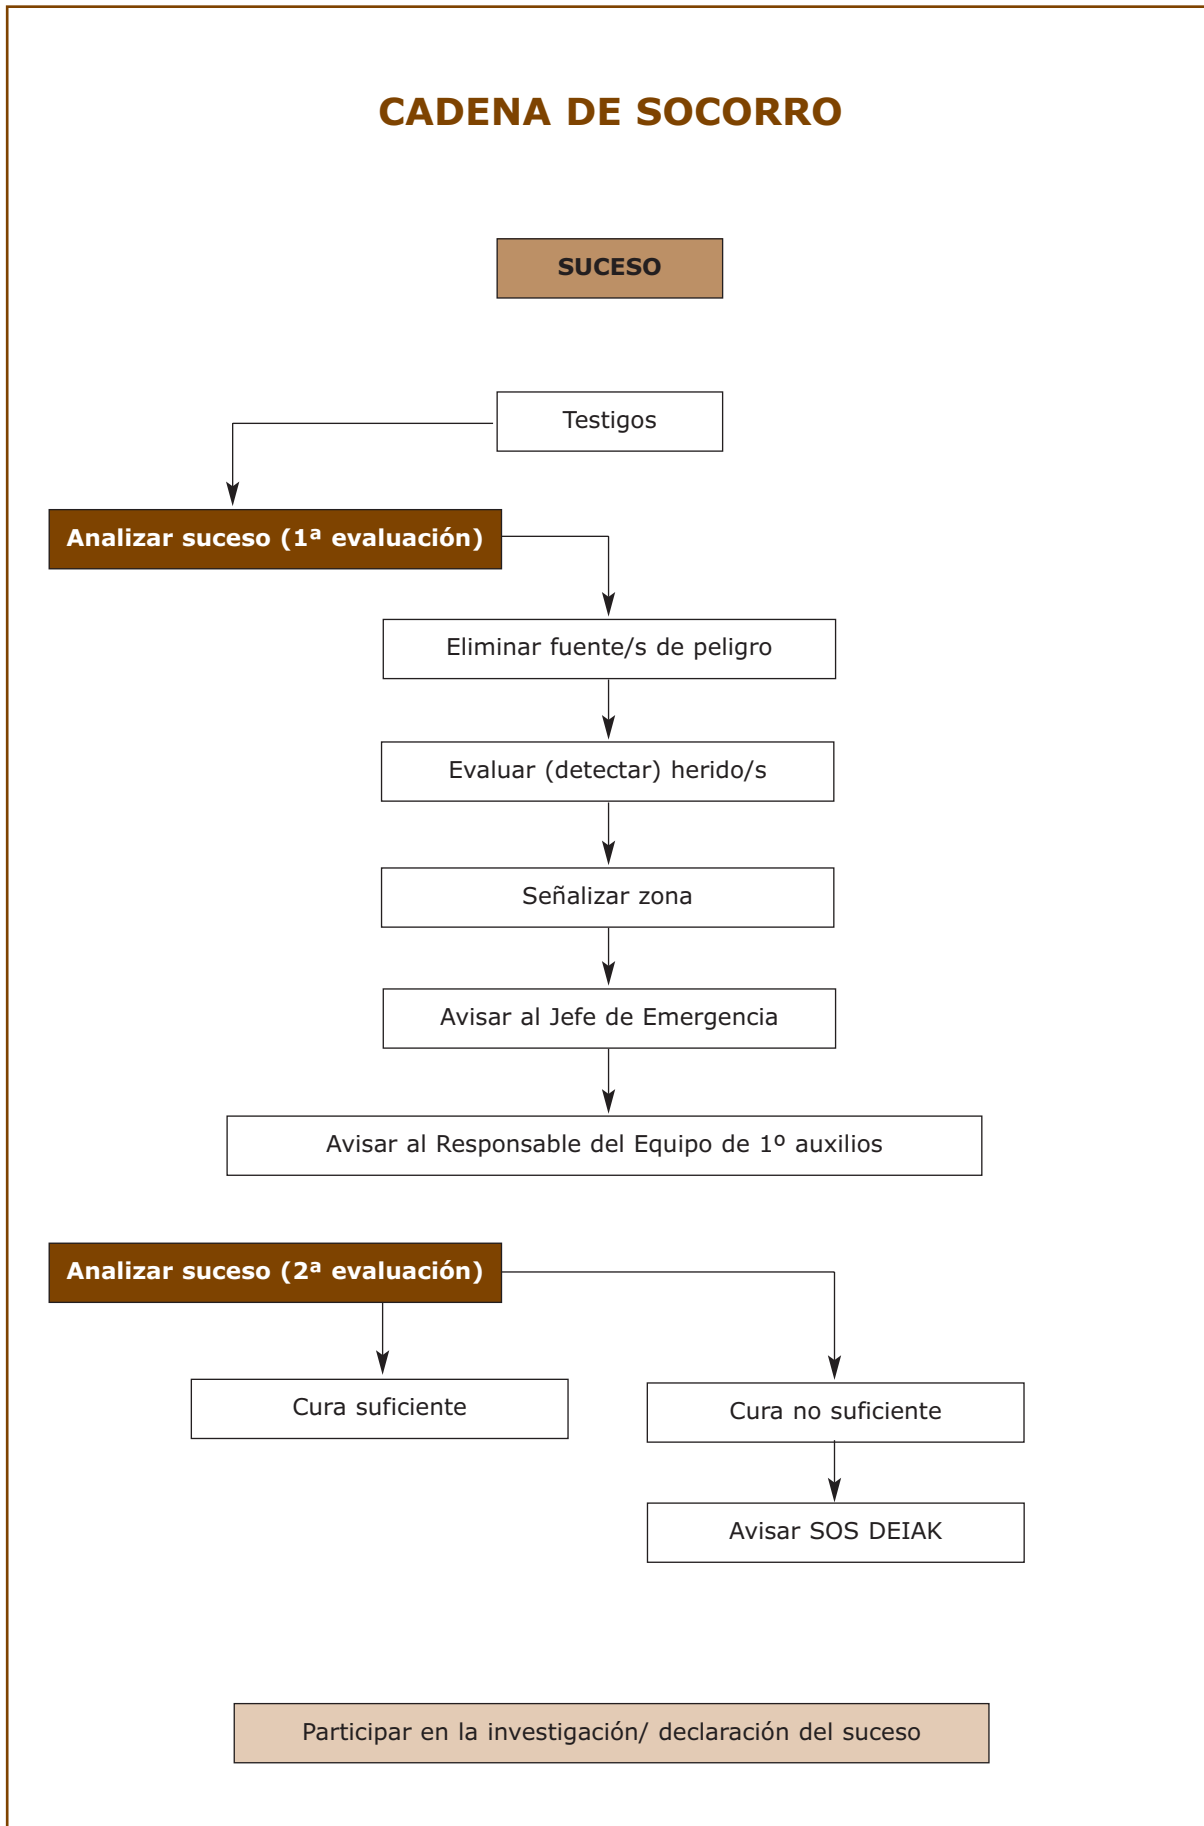 CADENA DE SOCORRO
SUCESO
Testigos
Analizar suceso (1ª evaluación)
Eliminar fuente/s de peligro
Evaluar (detectar) herido/s
Señalizar zona
Avisar al Jefe de Emergencia
Avisar al Responsable del Equipo de 1º auxilios
Analizar suceso (2ª evaluación)
Cura suficiente
Cura no suficiente
Avisar SOS DEIAK
Participar en la investigación/ declaración del suceso